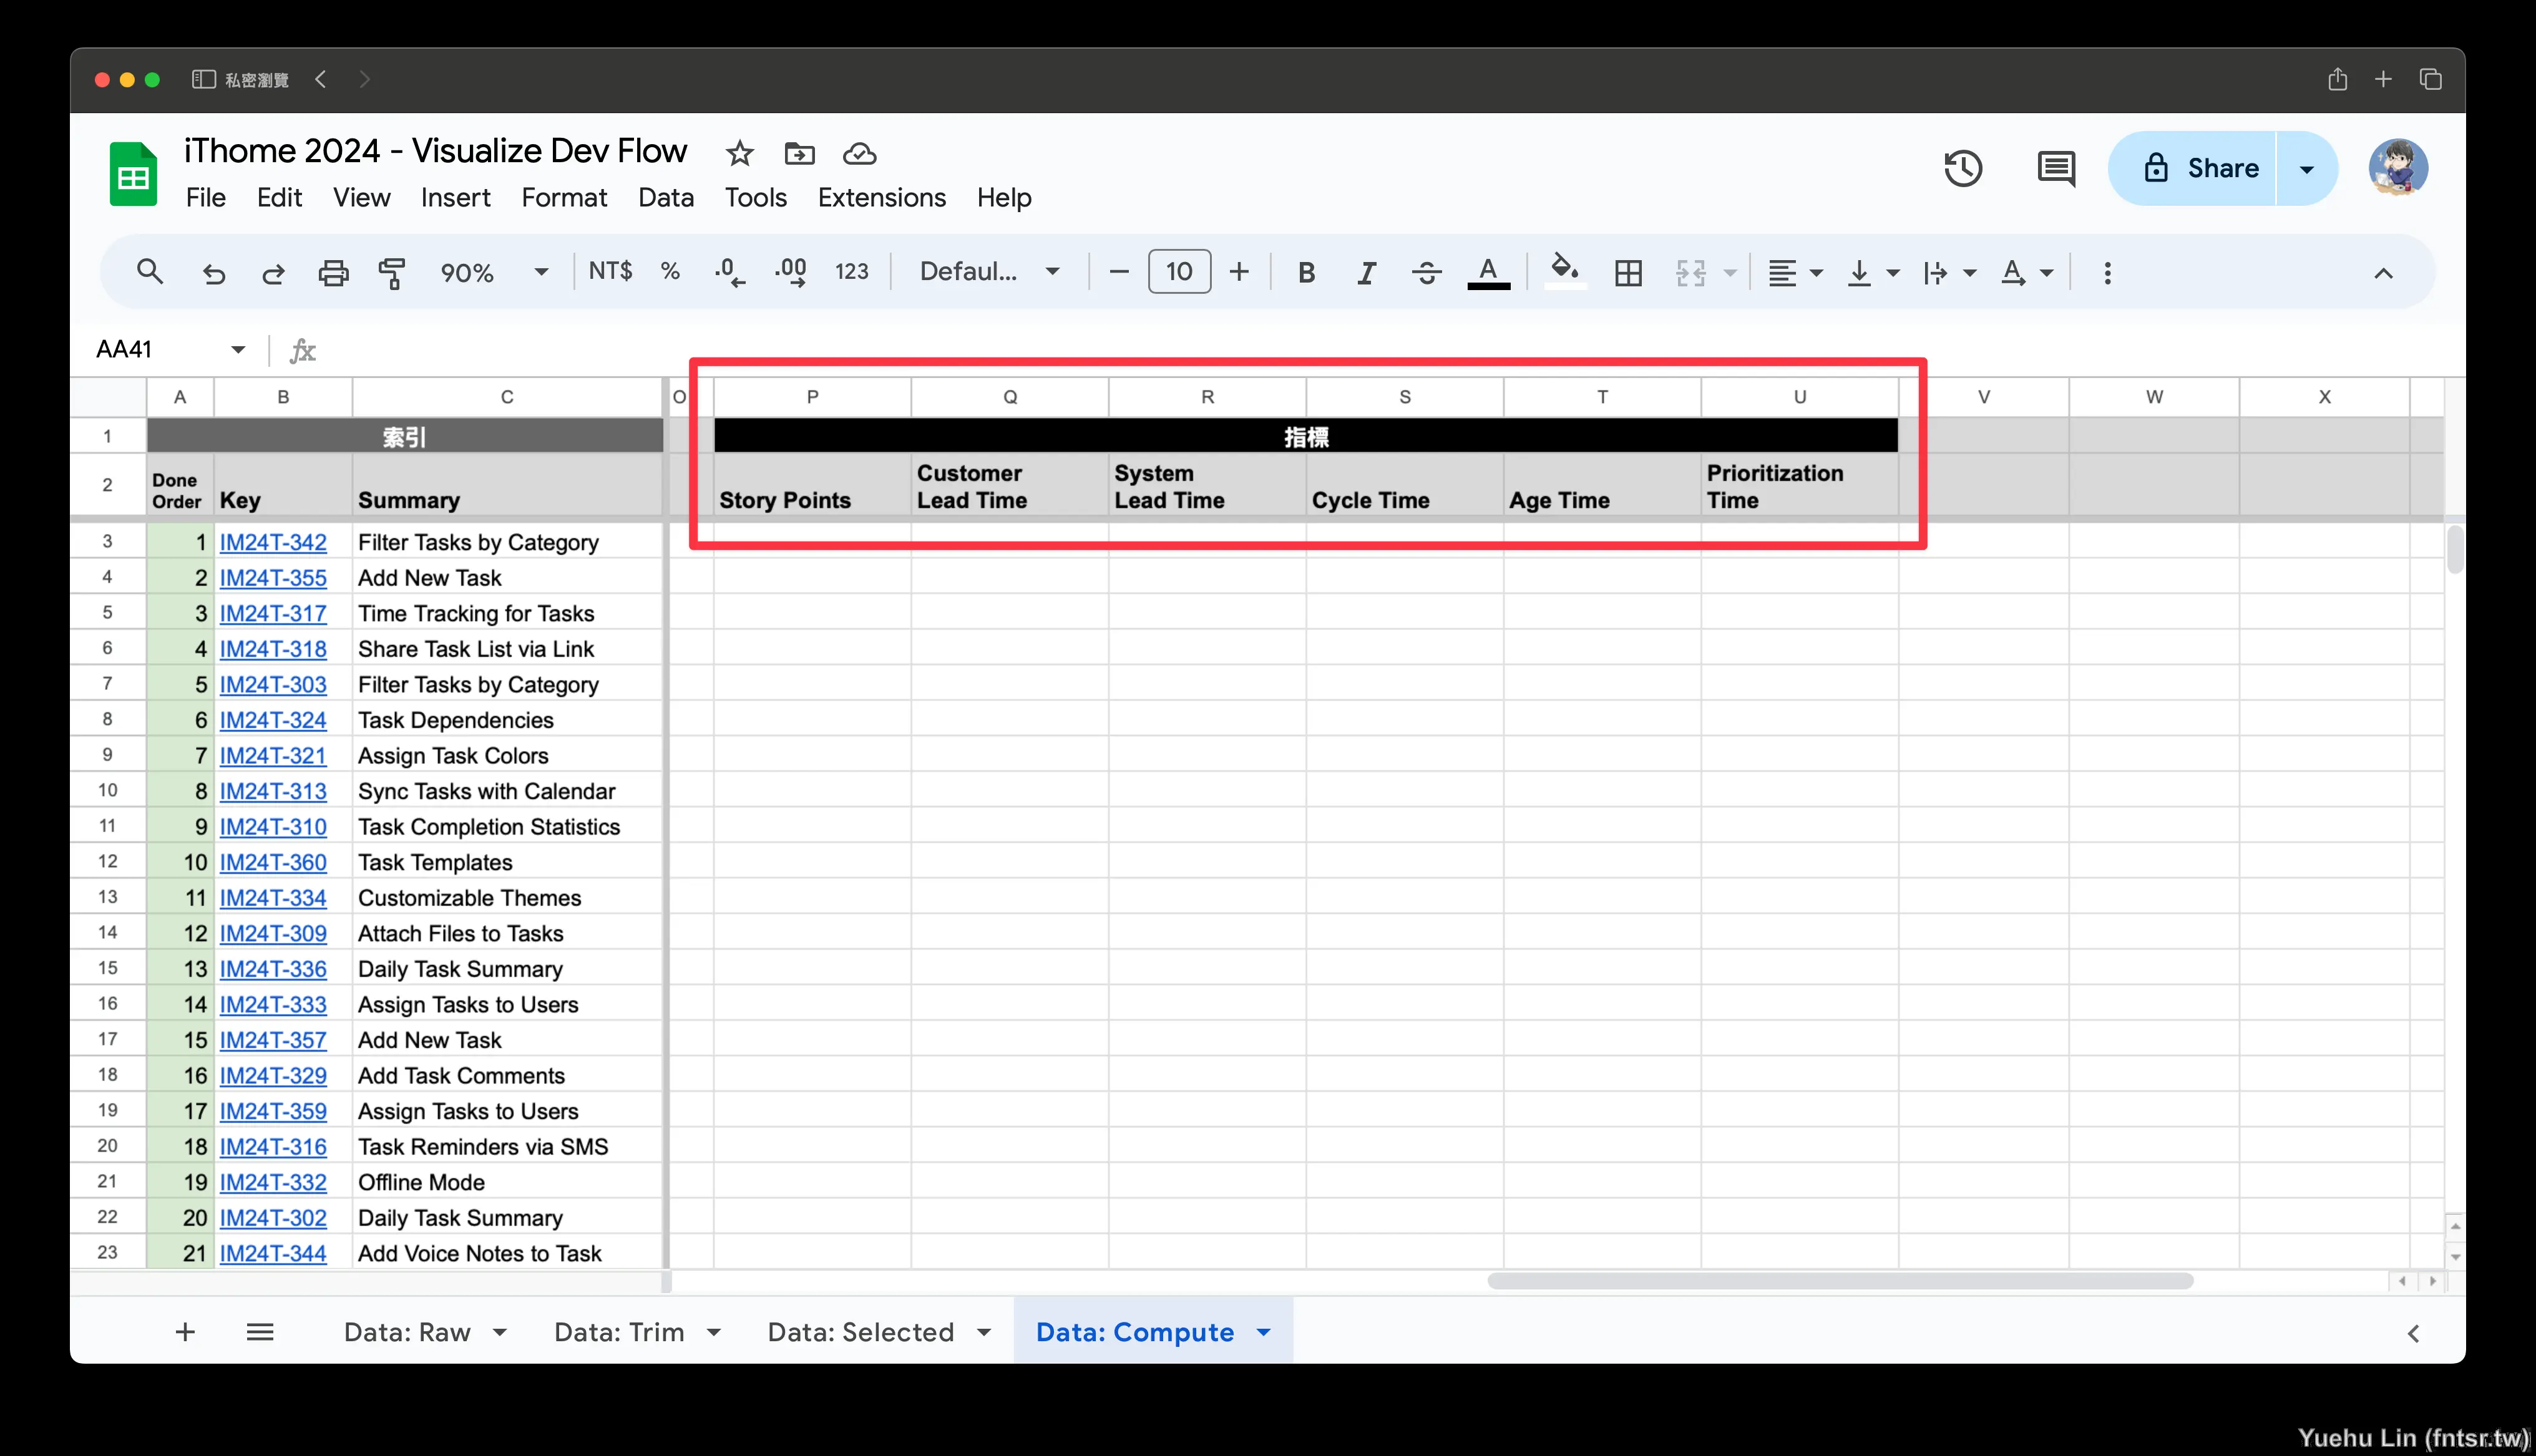 私密瀏覽
iThome 2024 - Visualize Dev Flow
File Edit View Insert Format Data Tools Extensions Help
Share
90% NT$ % .0 .00 123 Defaul... 10 B I A A
AA41 fx
A B C O P Q R S T U V W X
1 索引 指標
2 Done Order Key Summary Story Points Customer Lead Time System Lead Time Cycle Time Age Time Prioritization Time
3 1 IM24T-342 Filter Tasks by Category
4 2 IM24T-355 Add New Task
5 3 IM24T-317 Time Tracking for Tasks
6 4 IM24T-318 Share Task List via Link
7 5 IM24T-303 Filter Tasks by Category
8 6 IM24T-324 Task Dependencies
9 7 IM24T-321 Assign Task Colors
10 8 IM24T-313 Sync Tasks with Calendar
11 9 IM24T-310 Task Completion Statistics
12 10 IM24T-360 Task Templates
13 11 IM24T-334 Customizable Themes
14 12 IM24T-309 Attach Files to Tasks
15 13 IM24T-336 Daily Task Summary
16 14 IM24T-333 Assign Tasks to Users
17 15 IM24T-357 Add New Task
18 16 IM24T-329 Add Task Comments
19 17 IM24T-359 Assign Tasks to Users
20 18 IM24T-316 Task Reminders via SMS
21 19 IM24T-332 Offline Mode
22 20 IM24T-302 Daily Task Summary
23 21 IM24T-344 Add Voice Notes to Task
Data: Raw Data: Trim Data: Selected Data: Compute
Yuehu Lin (fntsr.tw)